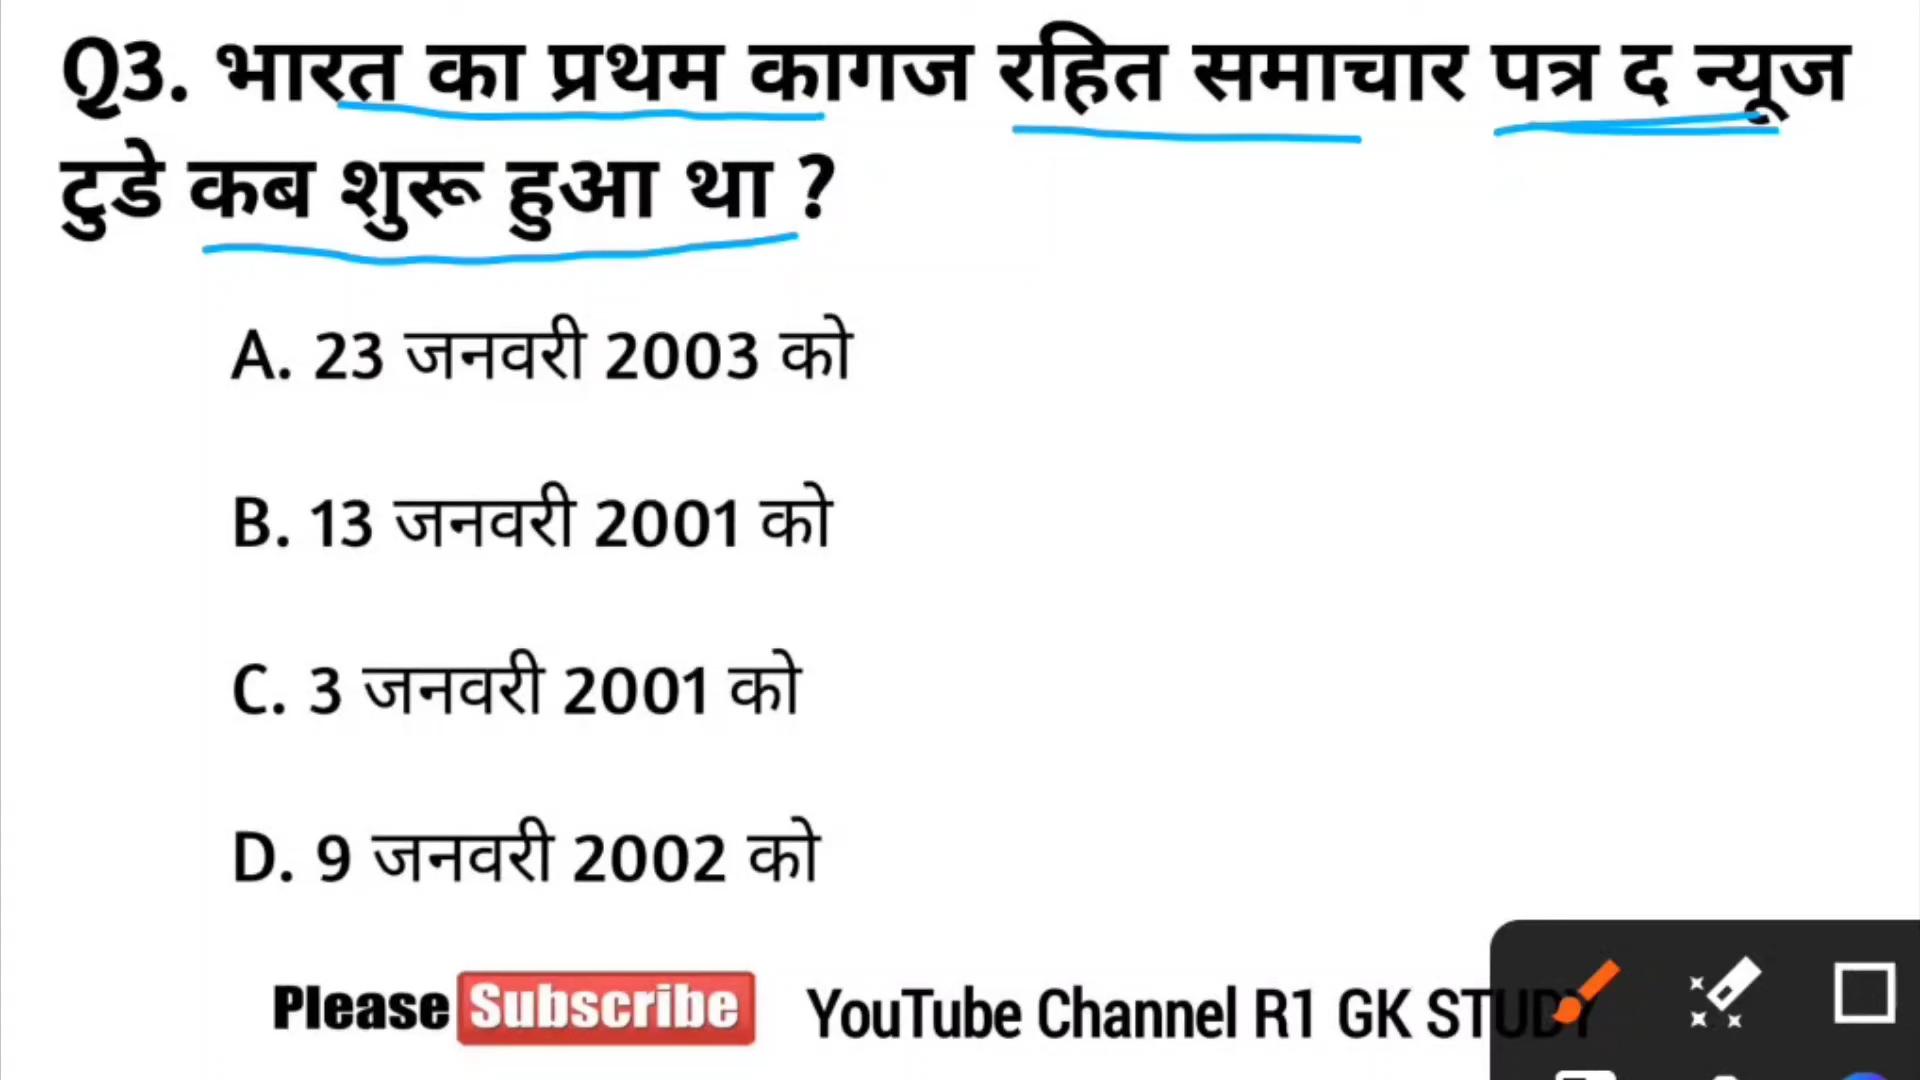 Q3. भारत का प्रथम कागज रहित समाचार पत्र द न्यूज
टुडे कब शुरू हुआ था ?
A. 23 जनवरी 2003 को
B. 13 जनवरी 2001 को
C. 3 जनवरी 2001 को
D. 9 जनवरी 2002 को
Please Subscribe YouTube Channel R1 GK STUDY